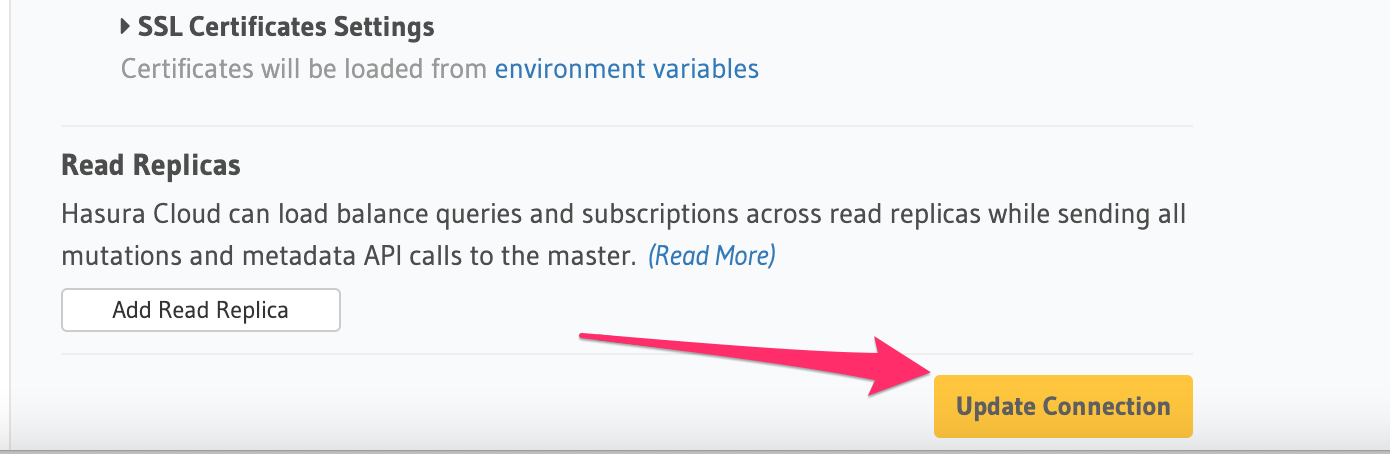 SSL Certificates Settings
Certificates will be loaded from environment variables
Read Replicas
Hasura Cloud can load balance queries and subscriptions across read replicas while sending all
mutations and metadata API calls to the master. (Read More)
Add Read Replica
Update Connection